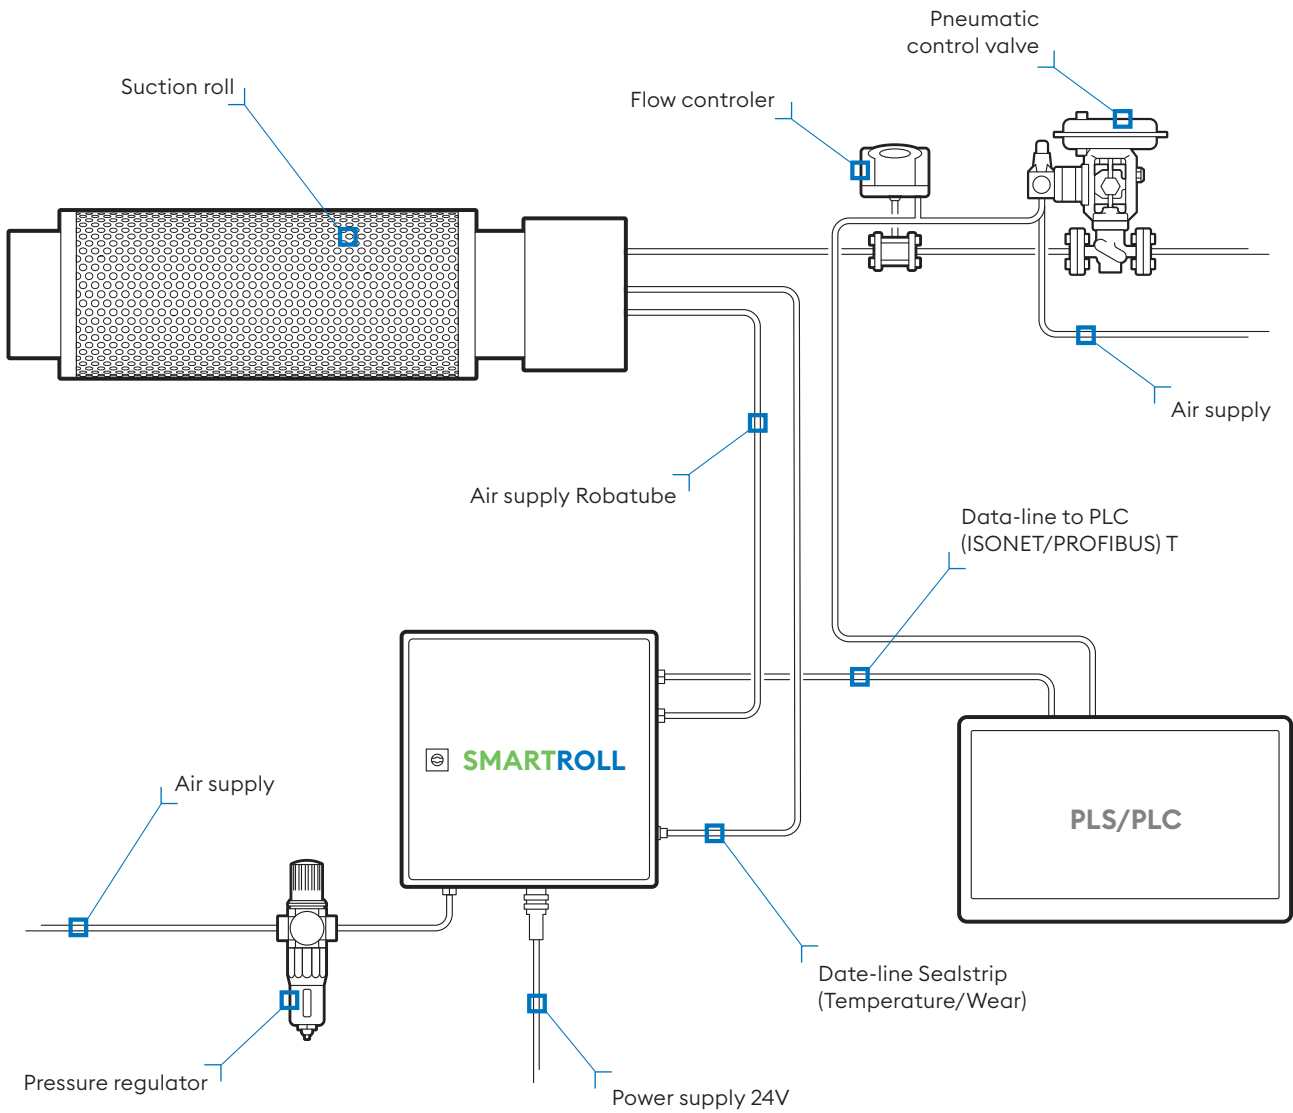 Pneumatic
control valve
Suction roll
Flow controler
Air supply
Air supply Robatube
Data-line to PLC
(ISONET/PROFIBUS) T
SMARTROLL
Air supply
PLS/PLC
Date-line Sealstrip
(Temperature/Wear)
Pressure regulator
Power supply 24V